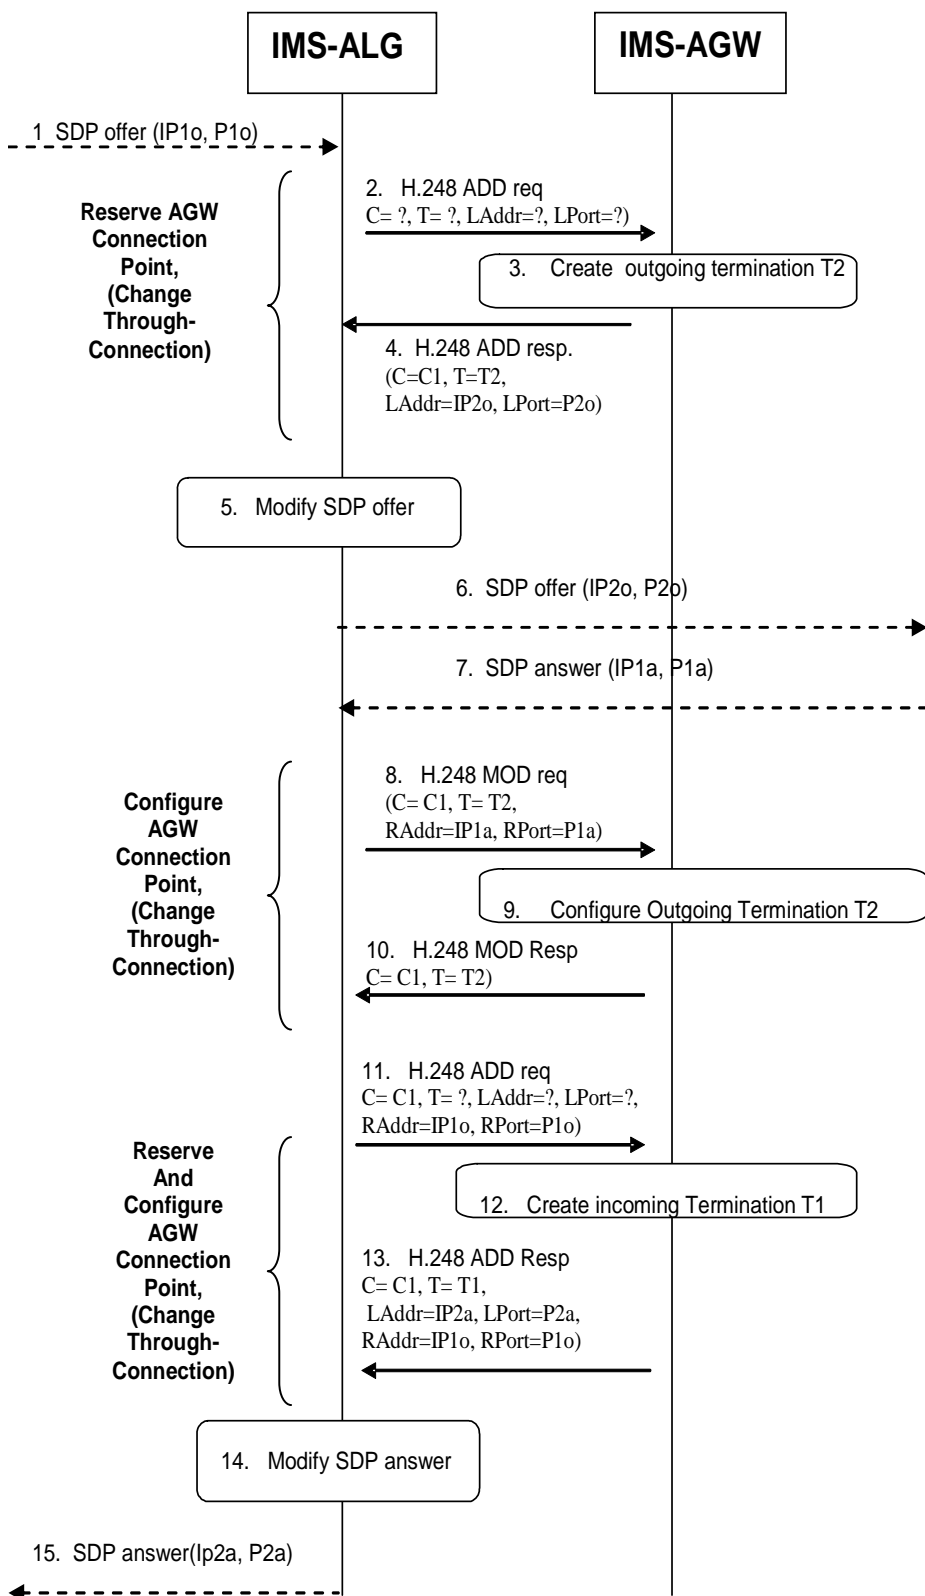 IMS-ALG
IMS-AGW
1  SDP offer (IP1o, P1o)
Reserve AGW
Connection
Point,
(Change
Through-
Connection)
2.   H.248 ADD req
C= ?, T= ?, LAddr=?, LPort=?)
3.    Create  outgoing termination T2
4.  H.248 ADD resp.
(C=C1, T=T2,
LAddr=IP2o, LPort=P2o)
5.   Modify SDP offer
6.  SDP offer (IP2o, P2o)
7.  SDP answer (IP1a, P1a)
Configure
AGW
Connection
Point,
(Change
Through-
Connection)
8.   H.248 MOD req
(C= C1, T= T2,
RAddr=IP1a, RPort=P1a)
9.     Configure Outgoing Termination T2
10.   H.248 MOD Resp
C= C1, T= T2)
11.   H.248 ADD req
C= C1, T= ?, LAddr=?, LPort=?,
RAddr=IP1o, RPort=P1o)
Reserve
And
Configure
AGW
Connection
Point,
(Change
Through-
Connection)
12.   Create incoming Termination T1
13.   H.248 ADD Resp
C= C1, T= T1,
LAddr=IP2a, LPort=P2a,
RAddr=IP1o, RPort=P1o)
14.   Modify SDP answer
15.  SDP answer(Ip2a, P2a)